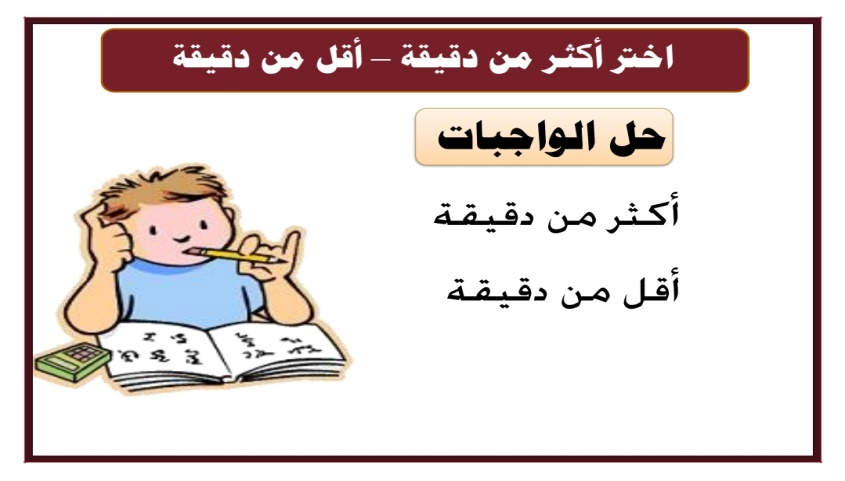 اختر أكثر من دقيقة – أقل من دقيقة
حل الواجبات
أكثر من دقيقة
أقل من دقيقة